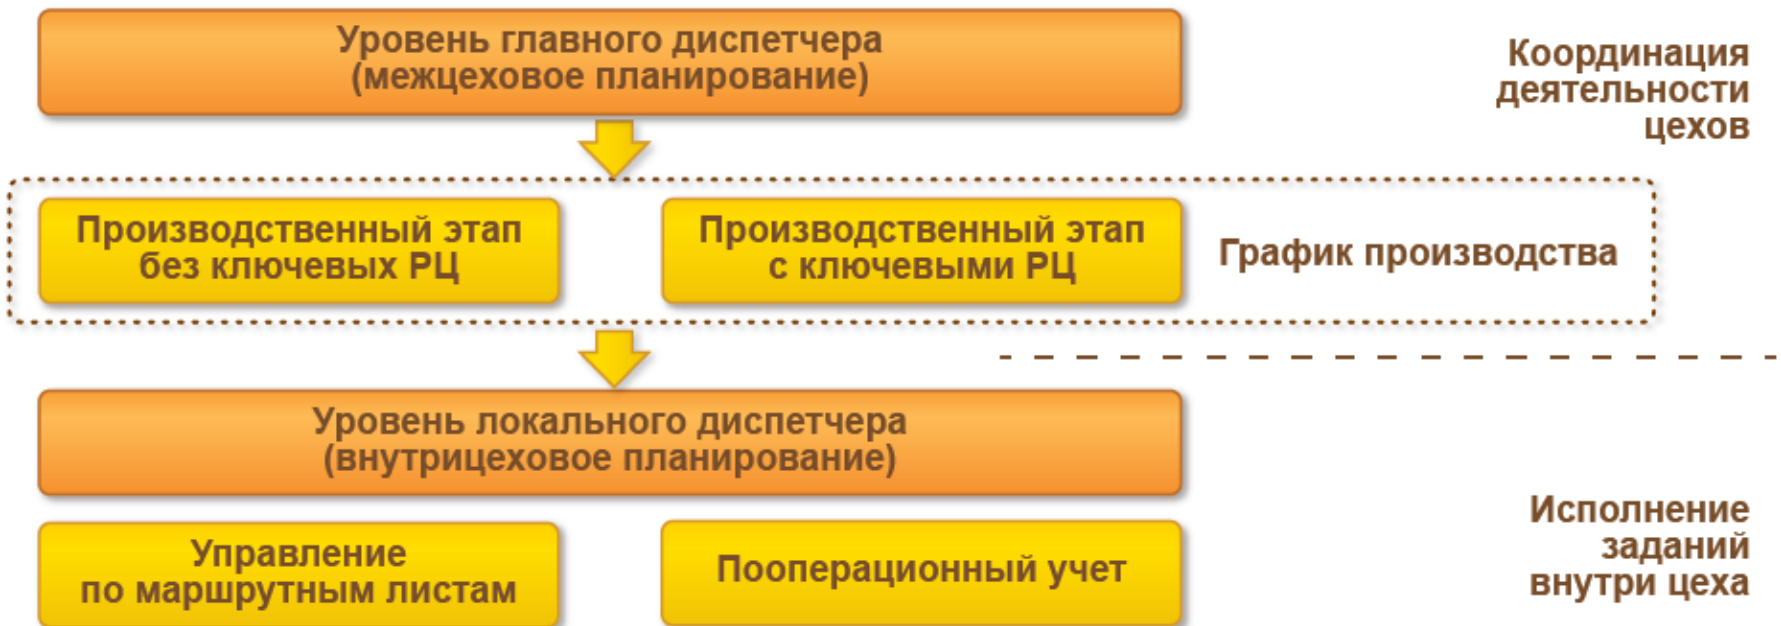 Уровень главного диспетчера
(межцеховое планирование)
Координация
деятельности
цехов
Производственный этап
без ключевых РЦ
Производственный этап
с ключевыми РЦ
График производства
Уровень локального диспетчера
(внутрицеховое планирование)
Управление
по маршрутным листам
Пооперационный учет
Исполнение
заданий
внутри цеха